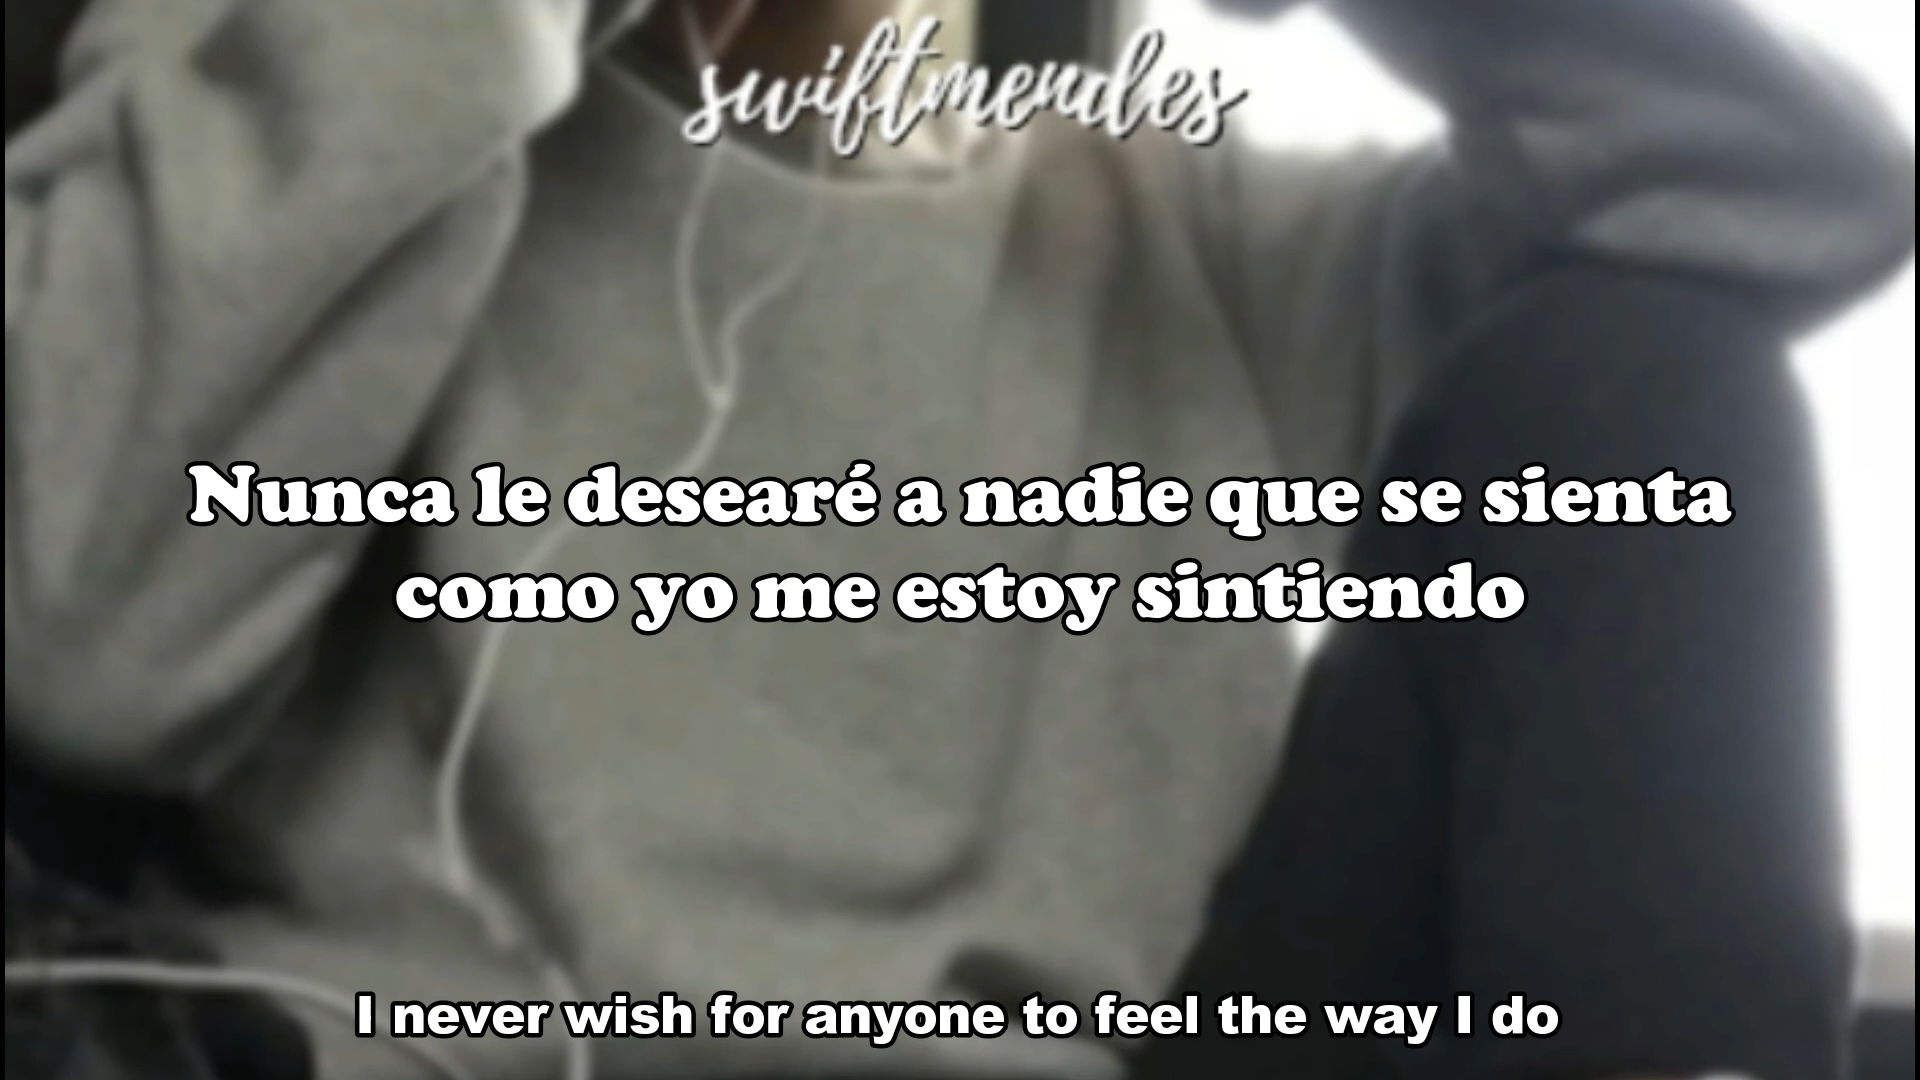 swiftmendes
Nunca le desearé a nadie que se sienta
como yo me estoy sintiendo
I never wish for anyone to feel the way I do